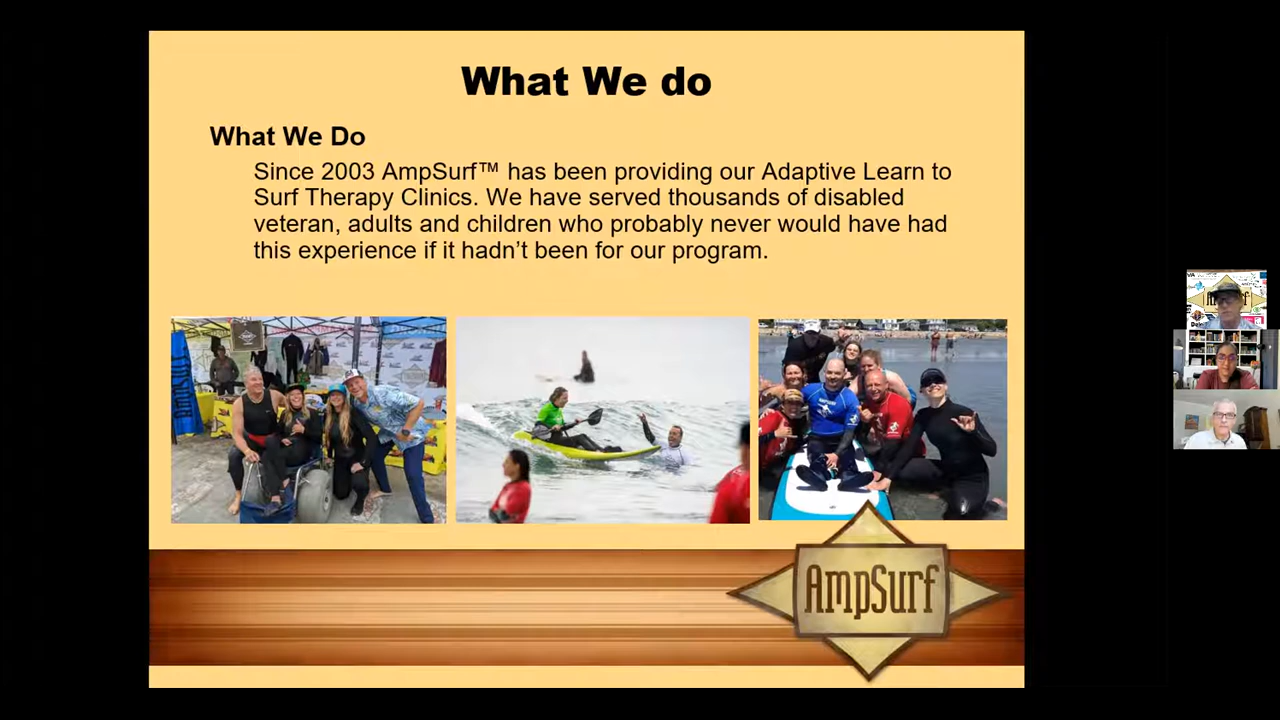 What We do
What We Do
Since 2003 AmpSurf™ has been providing our Adaptive Learn to
Surf Therapy Clinics. We have served thousands of disabled
veteran, adults and children who probably never would have had
this experience if it hadn’t been for our program.
AmpSurf